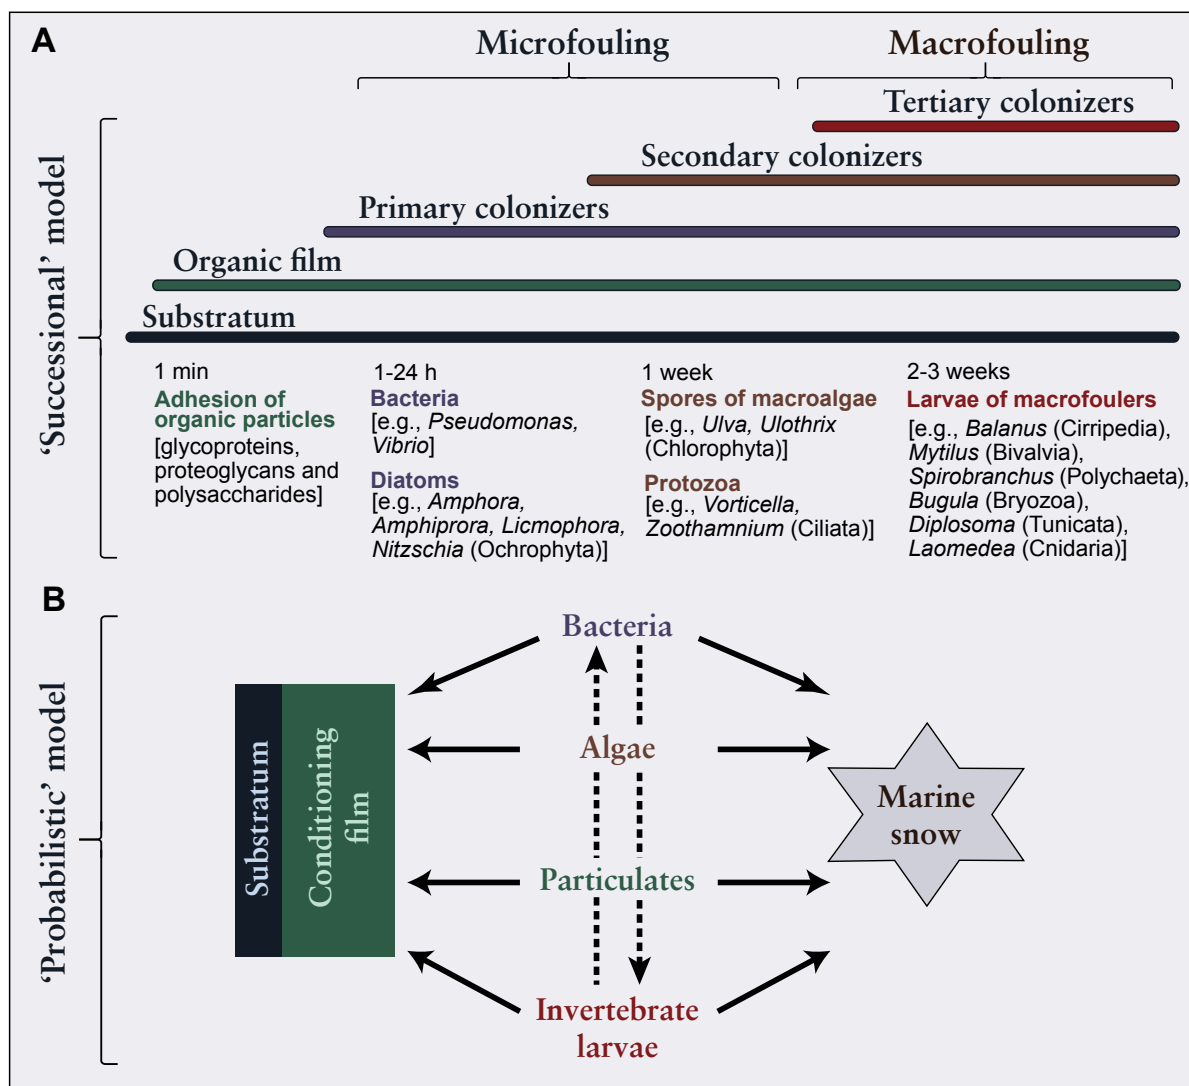 A
Microfouling
Macrofouling
Tertiary colonizers
Secondary colonizers
Primary colonizers
Organic film
Substratum
‘Successional’ model
1 min
Adhesion of
organic particles
[glycoproteins,
proteoglycans and
polysaccharides]
1-24 h
Bacteria
[e.g., Pseudomonas,
Vibrio]
Diatoms
[e.g., Amphora,
Amphiprora, Licmophora,
Nitzschia (Ochrophyta)]
1 week
Spores of macroalgae
[e.g., Ulva, Ulothrix
(Chlorophyta)]
Protozoa
[e.g., Vorticella,
Zoothamnium (Ciliata)]
2-3 weeks
Larvae of macrofoulers
[e.g., Balanus (Cirripedia),
Mytilus (Bivalvia),
Spirobranchus (Polychaeta),
Bugula (Bryozoa),
Diplosoma (Tunicata),
Laomedea (Cnidaria)]
B
‘Probabilistic’ model
Substratum
Conditioning
film
Bacteria
Algae
Particulates
Invertebrate
larvae
Marine
snow